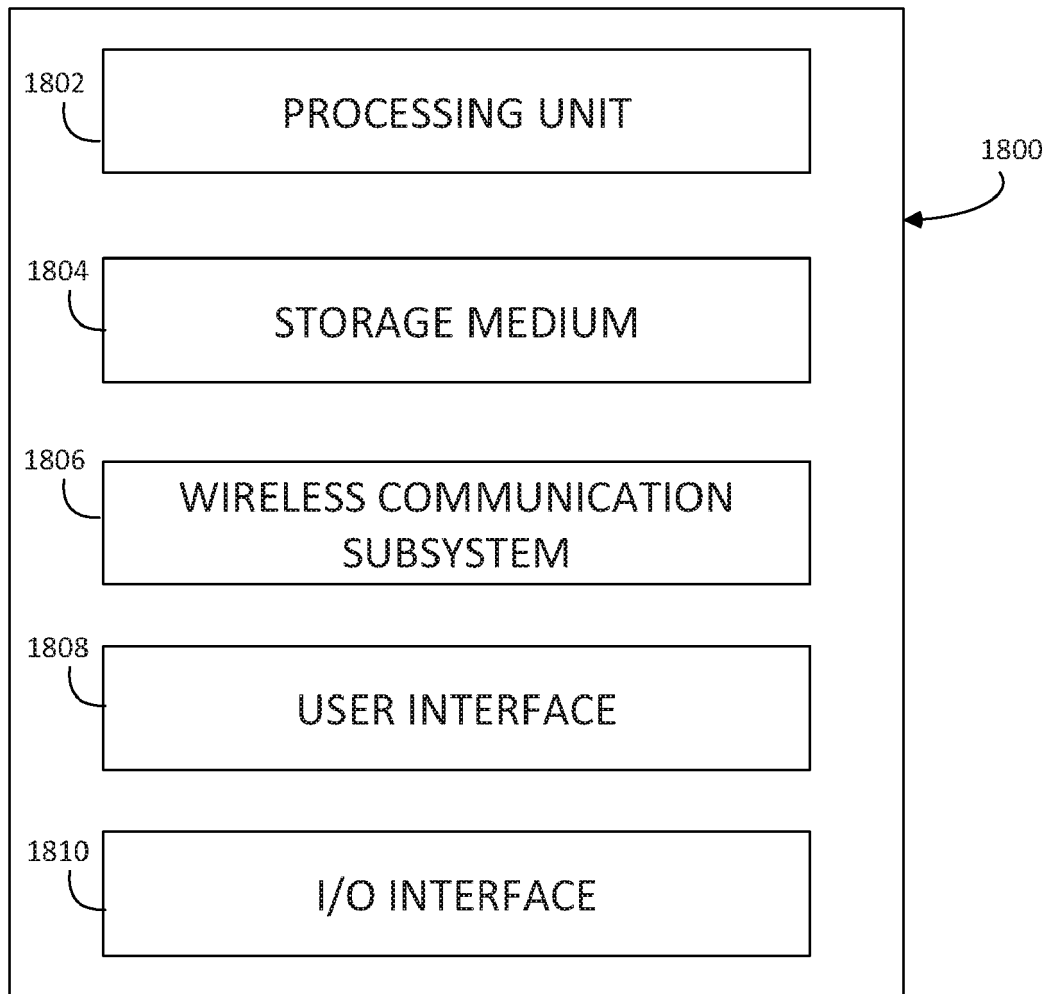 1802
PROCESSING UNIT
1800
1804
STORAGE MEDIUM
1806
WIRELESS COMMUNICATION
SUBSYSTEM
1808
USER INTERFACE
1810
I/O INTERFACE